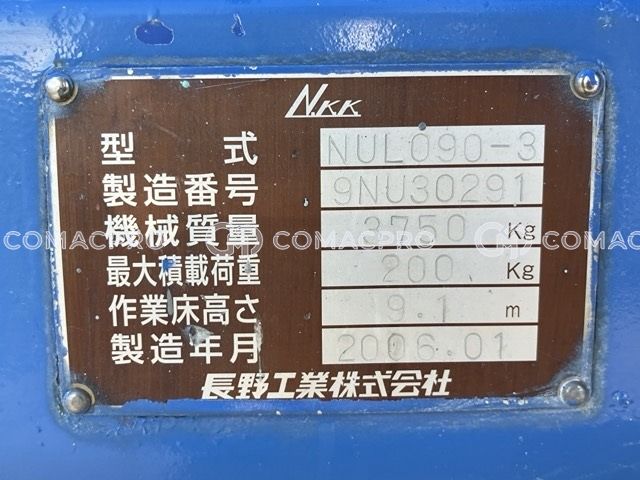 NKK
型式 NUL090-3
製造番号 9NU30291
機械質量 2750 Kg
最大積載荷重 200 Kg
作業床高さ 9.1 m
製造年月 2006.01
長野工業株式会社
COMACPRO COMACPRO COMACPRO